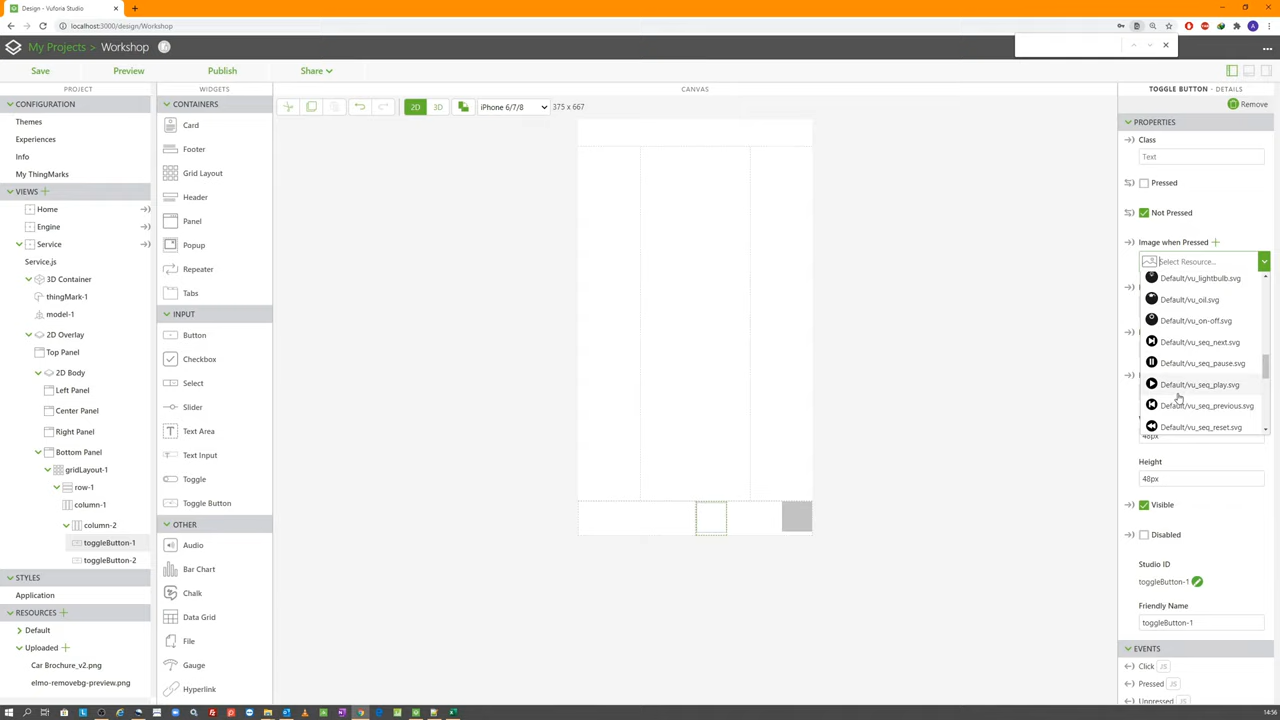 Design - Vuforia Studio
localhost:3000/design/Workshop
My Projects > Workshop
Save
Preview
Publish
Share
PROJECT
CONFIGURATION
Themes
Experiences
Info
My ThingMarks
VIEWS
Home
Engine
Service
Service.js
3D Container
thingMark-1
model-1
2D Overlay
Top Panel
2D Body
Left Panel
Center Panel
Right Panel
Bottom Panel
gridLayout-1
row-1
column-1
column-2
toggleButton-1
toggleButton-2
STYLES
Application
RESOURCES
Default
Uploaded
Car Brochure_v2.png
elmo-removebg-preview.png
WIDGETS
CONTAINERS
Card
Footer
Grid Layout
Header
Panel
Popup
Repeater
Tabs
INPUT
Button
Checkbox
Select
Slider
Text Area
Text Input
Toggle
Toggle Button
OTHER
Audio
Bar Chart
Chalk
Data Grid
File
Gauge
Hyperlink
CANVAS
2D
3D
iPhone 6/7/8
375 x 667
TOGGLE BUTTON - DETAILS
Remove
PROPERTIES
Class
Text
Pressed
Not Pressed
Image when Pressed
Select Resource...
Default/vu_lightbulb.svg
Default/vu_oil.svg
Default/vu_on-off.svg
Default/vu_seq_next.svg
Default/vu_seq_pause.svg
Default/vu_seq_play.svg
Default/vu_seq_previous.svg
Default/vu_seq_reset.svg
48px
Height
48px
Visible
Disabled
Studio ID
toggleButton-1
Friendly Name
toggleButton-1
EVENTS
Click JS
Pressed JS
Unpressed JS
14:56